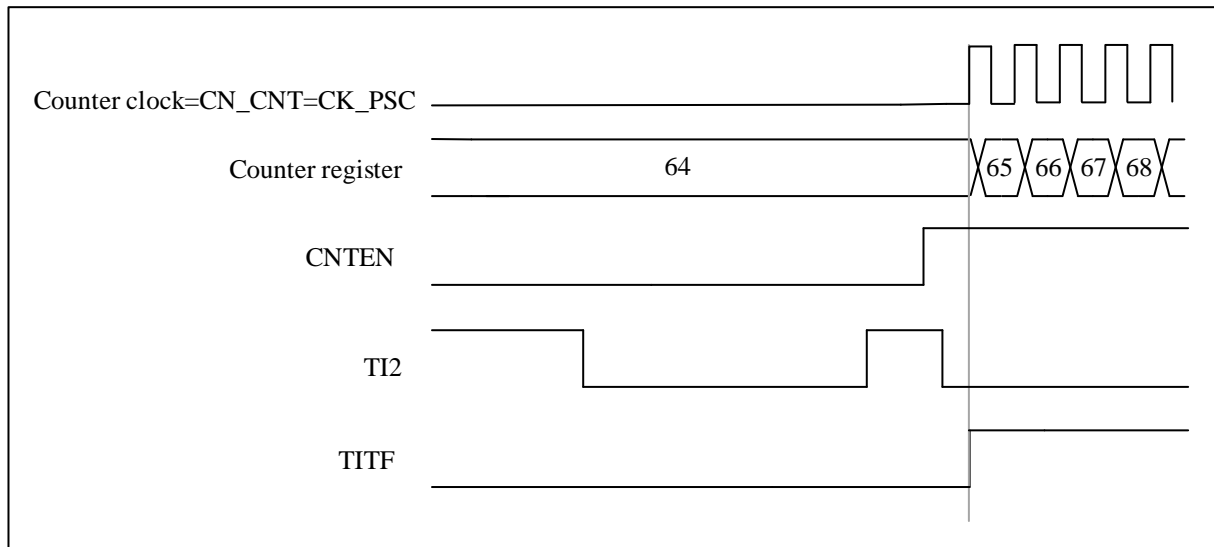 Counter clock=CN_CNT=CK_PSC
Counter register
64
65
66
67
68
CNTEN
TI2
TITF